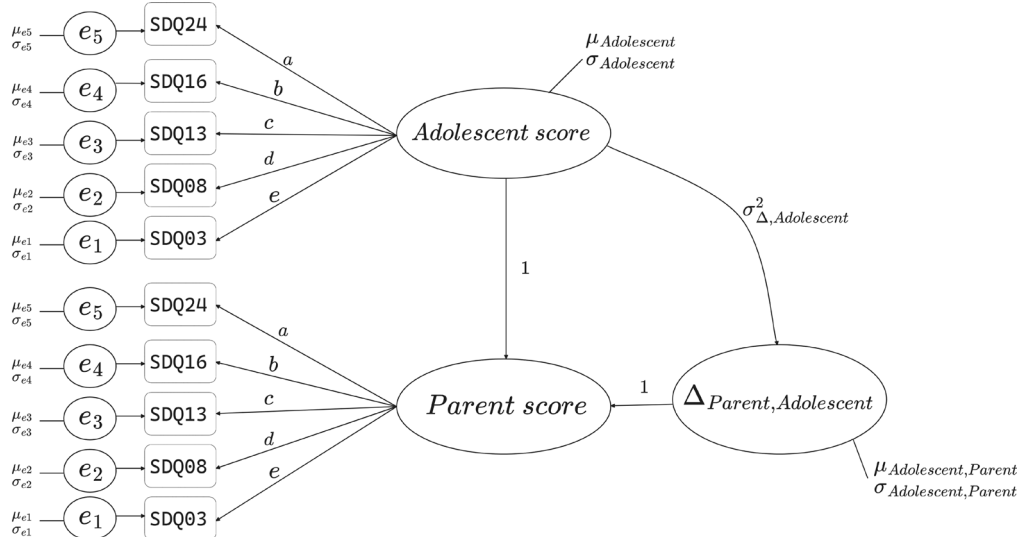 μe5
σe5
e5
SDQ24
μe4
σe4
e4
SDQ16
μe3
σe3
e3
SDQ13
μe2
σe2
e2
SDQ08
μe1
σe1
e1
SDQ03
a
b
c
d
e
Adolescent score
μAdolescent
σAdolescent
σ²Δ,Adolescent
1
μe5
σe5
e5
SDQ24
μe4
σe4
e4
SDQ16
μe3
σe3
e3
SDQ13
μe2
σe2
e2
SDQ08
μe1
σe1
e1
SDQ03
a
b
c
d
e
Parent score
1
ΔParent,Adolescent
μAdolescent,Parent
σAdolescent,Parent